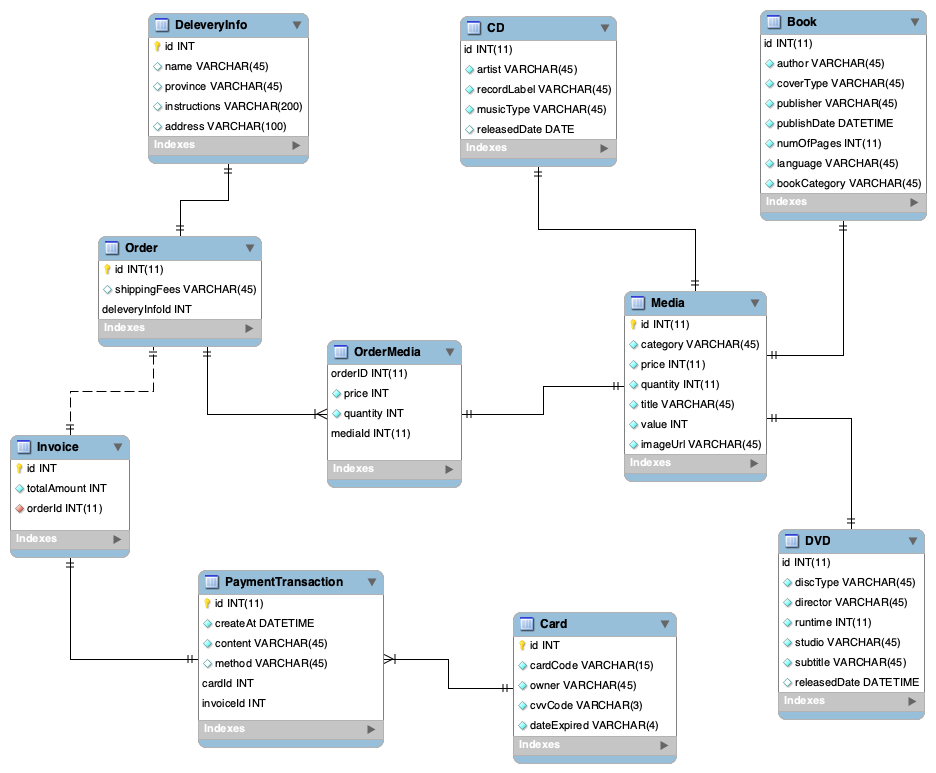 DeleveryInfo
id INT
name VARCHAR(45)
province VARCHAR(45)
instructions VARCHAR(200)
address VARCHAR(100)
Indexes
CD
id INT(11)
artist VARCHAR(45)
recordLabel VARCHAR(45)
musicType VARCHAR(45)
releasedDate DATE
Indexes
Book
id INT(11)
author VARCHAR(45)
coverType VARCHAR(45)
publisher VARCHAR(45)
publishDate DATETIME
numOfPages INT(11)
language VARCHAR(45)
bookCategory VARCHAR(45)
Indexes
Order
id INT(11)
shippingFees VARCHAR(45)
deleveryInfoId INT
Indexes
OrderMedia
orderID INT(11)
price INT
quantity INT
mediaId INT(11)
Indexes
Media
id INT(11)
category VARCHAR(45)
price INT(11)
quantity INT(11)
title VARCHAR(45)
value INT
imageUrl VARCHAR(45)
Indexes
Invoice
id INT
totalAmount INT
orderId INT(11)
Indexes
PaymentTransaction
id INT(11)
createAt DATETIME
content VARCHAR(45)
method VARCHAR(45)
cardId INT
invoiceId INT
Indexes
Card
id INT
cardCode VARCHAR(15)
owner VARCHAR(45)
cvvCode VARCHAR(3)
dateExpired VARCHAR(4)
Indexes
DVD
id INT(11)
discType VARCHAR(45)
director VARCHAR(45)
runtime INT(11)
studio VARCHAR(45)
subtitle VARCHAR(45)
releasedDate DATETIME
Indexes